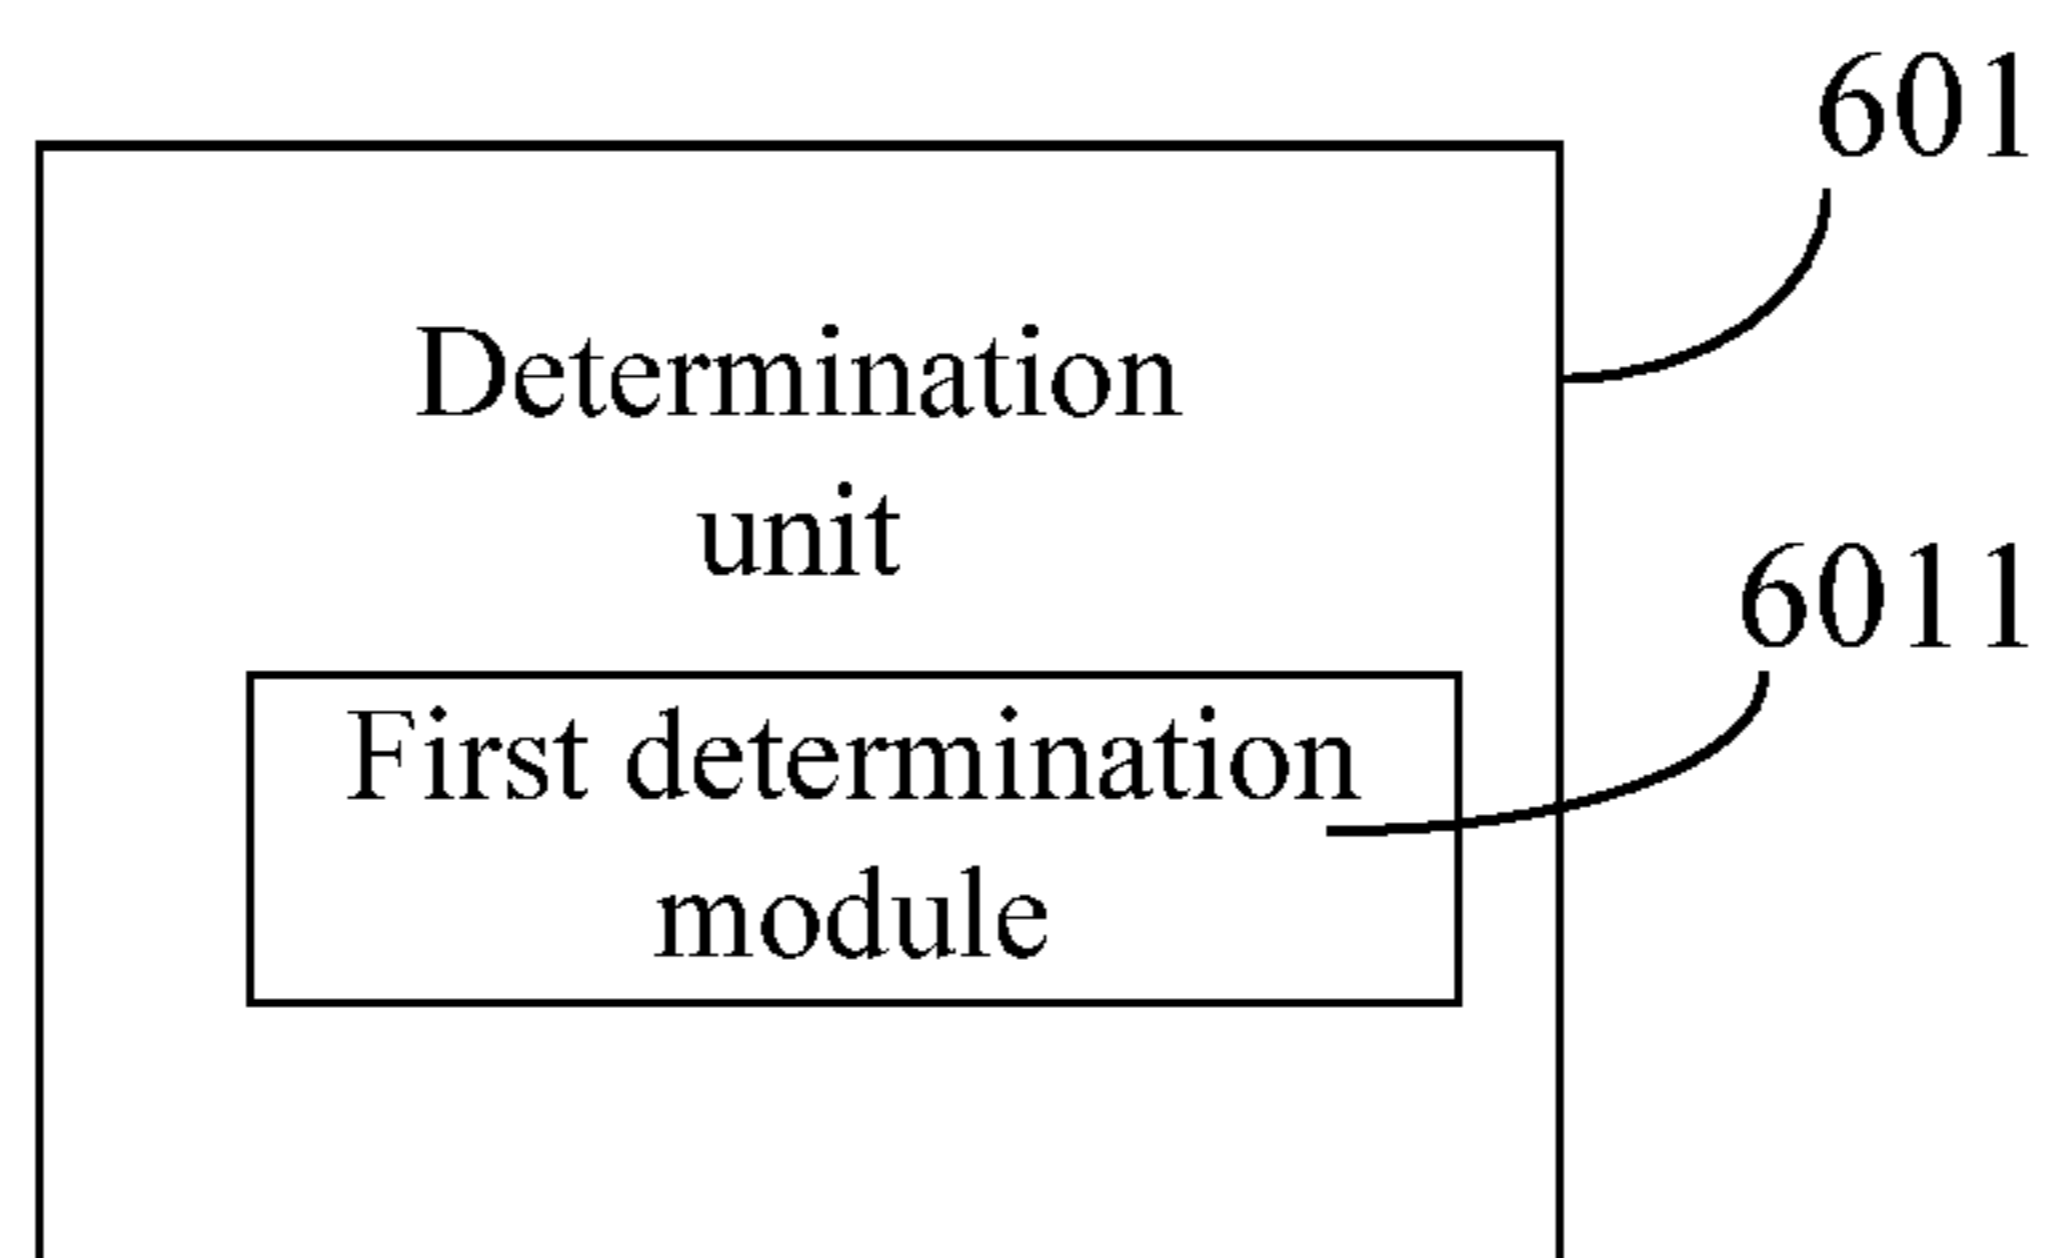 601
Determination
unit
6011
First determination
module